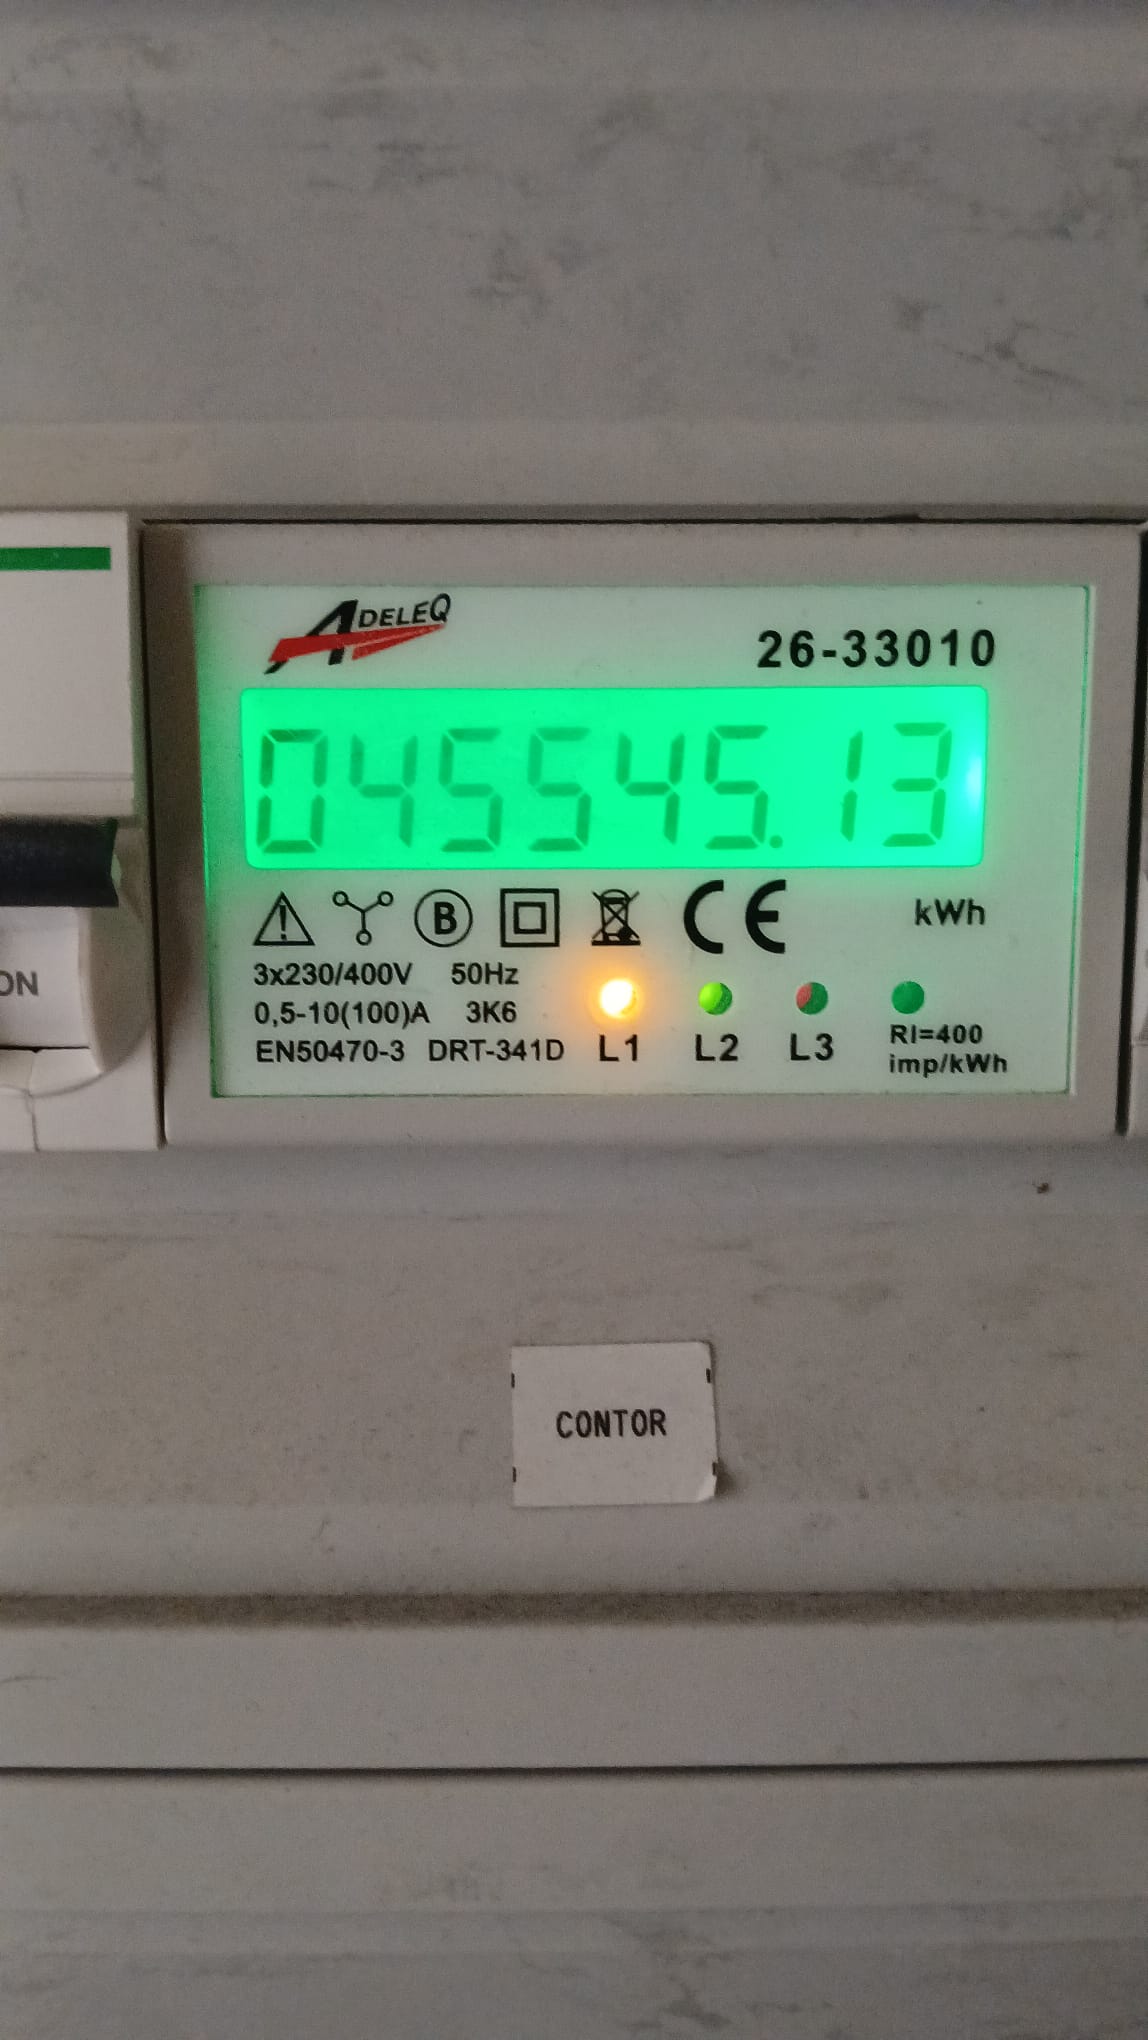 ADELEQ
26-33010
045545.13
B CE kWh
3x230/400V 50Hz
0,5-10(100)A 3K6
EN50470-3 DRT-341D L1 L2 L3
RI=400
imp/kWh
ON
CONTOR